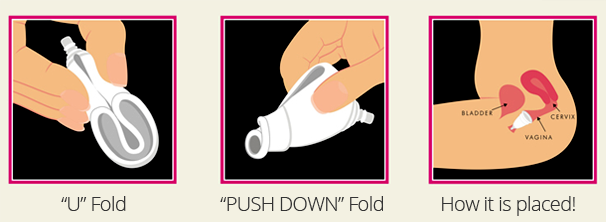 BLADDER
CERVIX
VAGINA
“U” Fold
“PUSH DOWN” Fold
How it is placed!